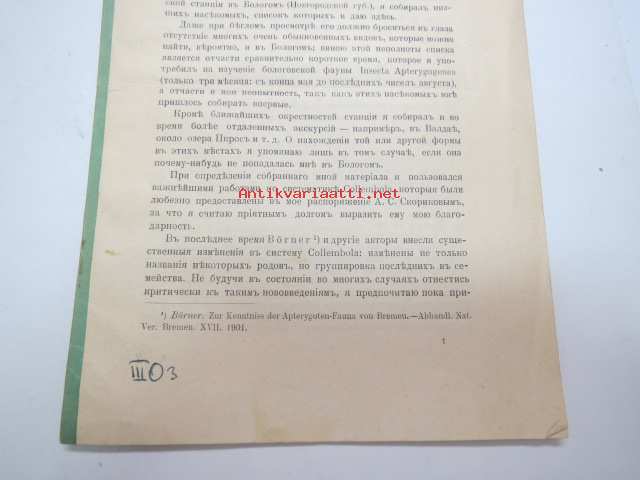 ской станціи въ Бологомъ (Новгородской губ.), я собиралъ низ-
шихъ насѣкомыхъ, списокъ которыхъ и даю здѣсь.
Даже при бѣгломъ просмотрѣ его должно броситься въ глаза
отсутствіе многихъ очень обыкновенныхъ видовъ, которые можно
найти, вѣроятно, и въ Бологомъ; виною этой неполноты списка
является отчасти сравнительно короткое время, которое я упо-
требилъ на изученіе бологовской фауны Insecta Apterygogenea
(только три мѣсяца: съ конца мая до послѣднихъ чиселъ августа),
а отчасти и моя неопытность, такъ какъ этихъ насѣкомыхъ мнѣ
пришлось собирать впервые.
Кромѣ ближайшихъ окрестностей станціи я собиралъ и во
время болѣе отдаленныхъ экскурсій — напримѣръ, въ Валдаѣ,
около озера Пироса и т. д. О нахожденіи той или другой формы
въ этихъ мѣстахъ я упоминаю лишь въ томъ случаѣ, если она
почему-нибудь не попадалась мнѣ въ Бологомъ.
При опредѣленіи собраннаго мной матеріала я пользовался
важнѣйшими работами по систематикѣ Collembola, которая были
любезно предоставлены въ мое распоряженіе А. С. Скориковымъ,
за что я считаю пріятнымъ долгомъ выразить ему мою благо-
дарность.
Въ послѣднее время Börner ¹) и другіе авторы внесли суще-
ственныя измѣненія въ систему Collembola: измѣнены не только
названія нѣкоторыхъ родовъ, но группировка послѣднихъ въ се-
мейства. Не будучи въ состояніи во многихъ случаяхъ отнестись
критически къ такимъ нововведеніямъ, я предпочитаю пока при-
¹) Börner. Zur Kenntniss der Apterygoten-Fauna von Bremen.—Abhandl. Nat.
Ver. Bremen. XVII. 1901.
1
III 03
Antikvariaatti.net